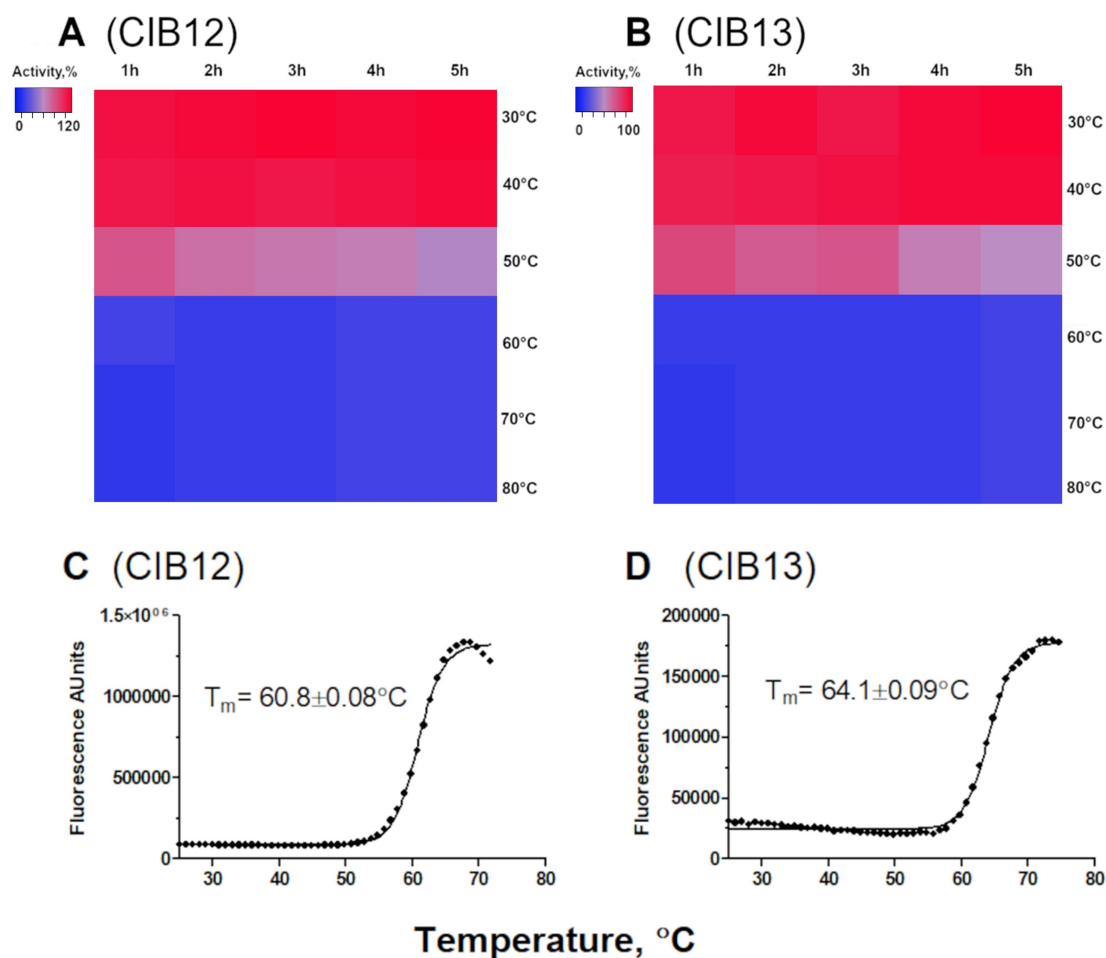 A (CIB12)
Activity,% 1h 2h 3h 4h 5h
0 120
30°C
40°C
50°C
60°C
70°C
80°C
B (CIB13)
Activity,% 1h 2h 3h 4h 5h
0 100
30°C
40°C
50°C
60°C
70°C
80°C
C (CIB12)
Fluorescence AUnits
1.5×10⁰⁶
1000000
500000
0
Tm= 60.8±0.08°C
30 40 50 60 70 80
D (CIB13)
Fluorescence AUnits
200000
150000
100000
50000
0
Tm= 64.1±0.09°C
30 40 50 60 70 80
Temperature, °C